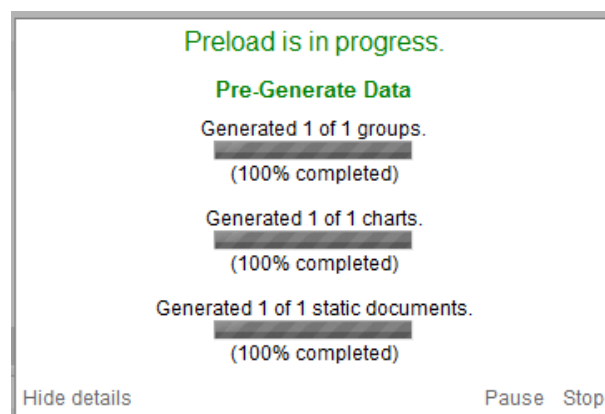 Preload is in progress.
Pre-Generate Data
Generated 1 of 1 groups.
(100% completed)
Generated 1 of 1 charts.
(100% completed)
Generated 1 of 1 static documents.
(100% completed)
Hide details Pause Stop